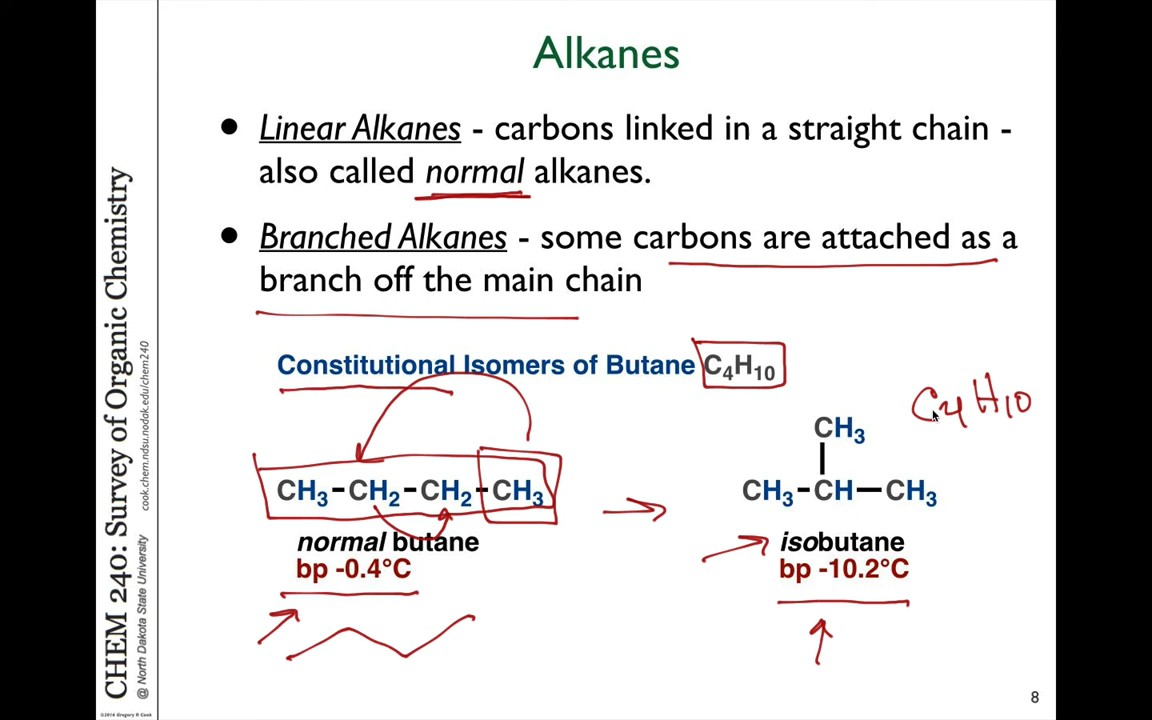 Alkanes
• Linear Alkanes - carbons linked in a straight chain -
also called normal alkanes.
• Branched Alkanes - some carbons are attached as a
branch off the main chain
Constitutional Isomers of Butane C₄H₁₀
C4H10
CH₃
CH₃-CH₂-CH₂-CH₃
CH₃-CH-CH₃
normal butane
bp -0.4°C
isobutane
bp -10.2°C
CHEM 240: Survey of Organic Chemistry
@ North Dakota State University cook.chem.ndsu.nodak.edu/chem240
©2016 Gregory P. Cook
8